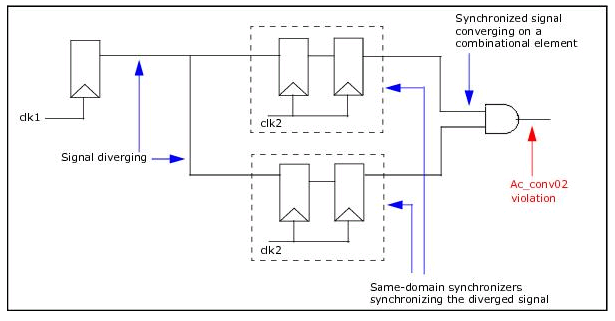 Synchronized signal
converging on a
combinational element
clk1
clk2
Signal diverging
Ac_conv02
violation
clk2
Same-domain synchronizers
synchronizing the diverged signal